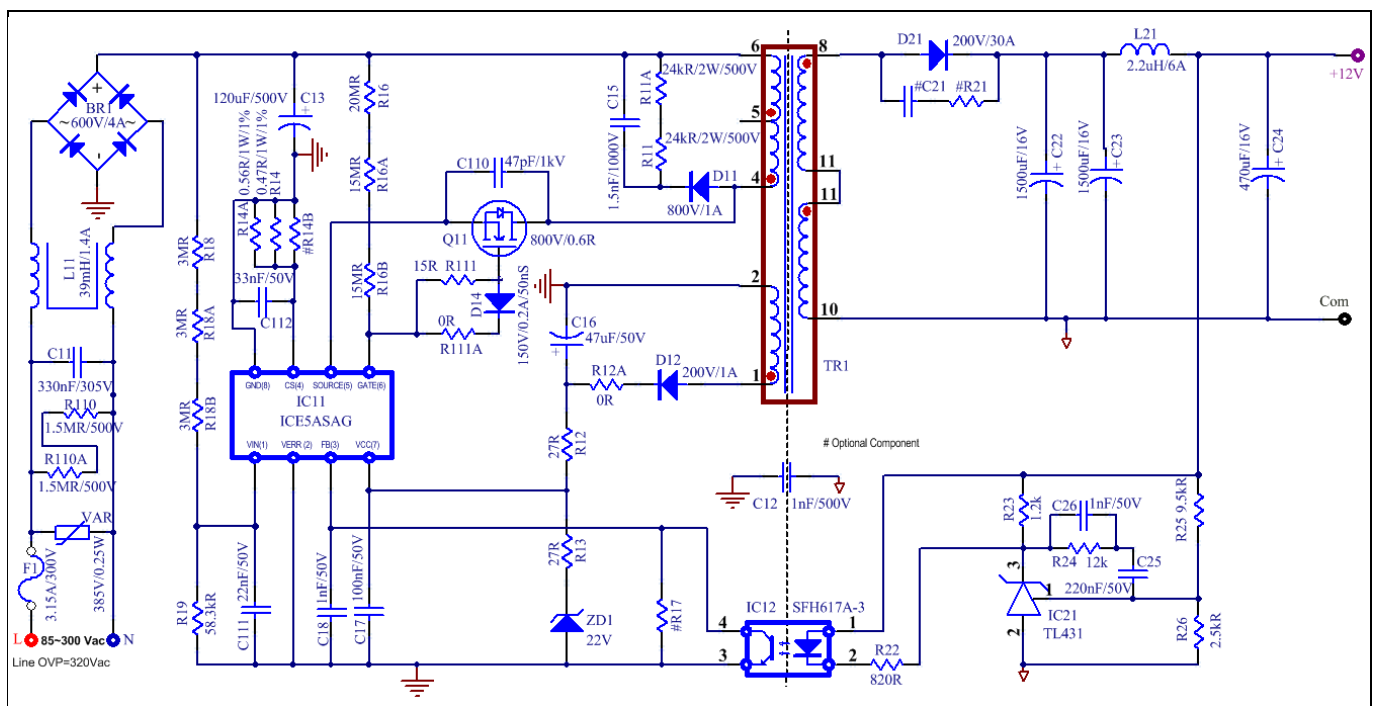 BR1
~600V/4A~
+
-
L11
39mH/1.4A
C11
330nF/305V
R110
1.5MR/500V
R110A
1.5MR/500V
VAR
F1
3.15A/300V
385V/0.25W
L
85~300 Vac
N
Line OVP=320Vac
3MR
R18
3MR
R18A
3MR
R18B
R19
58.3kR
120uF/500V
C13
+
0.56R/1W/1%
0.47R/1W/1%
R14A
R14
#R14B
33nF/50V
C112
20MR
R16
15MR
R16A
15MR
R16B
C110
47pF/1kV
Q11
800V/0.6R
15R
R111
0R
R111A
D14
150V/0.2A/50nS
GND(8)
CS(4)
SOURCE(5)
GATE(6)
IC11
ICE5ASAG
VIN(1)
VERR (2)
FB(3)
VCC(7)
C111
22nF/50V
C18
1nF/50V
C17
100nF/50V
C15
1.5nF/1000V
24kR/2W/500V
R11A
24kR/2W/500V
R11
D11
800V/1A
C16
47uF/50V
+
R12A
0R
D12
200V/1A
27R
R12
27R
R13
ZD1
22V
#R17
6
5
4
2
1
8
11
11
10
TR1
D21
200V/30A
#C21
#R21
L21
2.2uH/6A
+12V
1500uF/16V
+ C22
1500uF/16V
+ C23
470uF/16V
+ C24
Com
# Optional Component
C12
1nF/500V
IC12
SFH617A-3
4
3
1
2
R22
820R
R23
1.2k
C26
1nF/50V
R24
12k
C25
220nF/50V
R25 9.5kR
R26
2.5kR
3
1
2
IC21
TL431